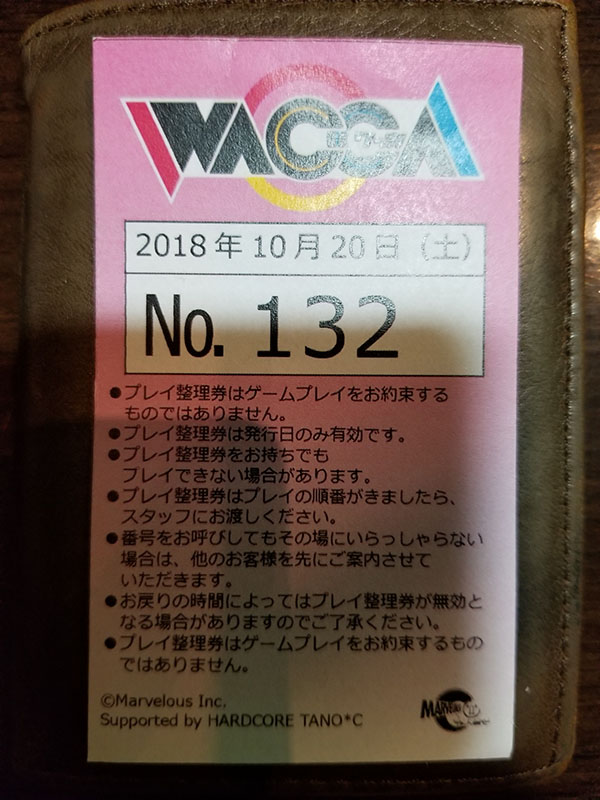 WACCA
2018年10月20日（土）
No. 132
●プレイ整理券はゲームプレイをお約束する
ものではありません。
●プレイ整理券は発行日のみ有効です。
●プレイ整理券をお持ちでも
プレイできない場合があります。
●プレイ整理券はプレイの順番がきましたら、
スタッフにお渡しください。
●番号をお呼びしてもその場にいらっしゃらない
場合は、他のお客様を先にご案内させて
いただきます。
●お戻りの時間によってはプレイ整理券が無効と
なる場合がありますのでご了承ください。
●プレイ整理券はゲームプレイをお約束するもの
ではありません。
©Marvelous Inc.
Supported by HARDCORE TANO*C